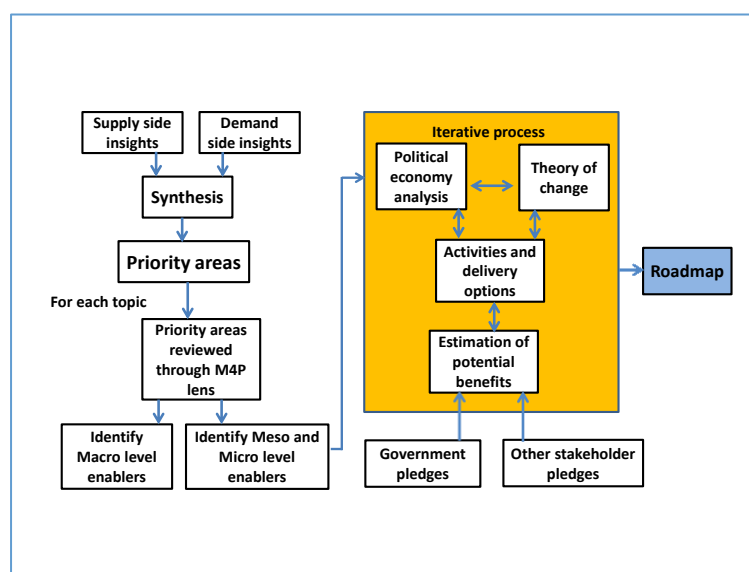 Supply side
insights
Demand
side insights
Synthesis
Priority areas
For each topic
Priority areas
reviewed
through M4P
lens
Identify
Macro level
enablers
Identify Meso and
Micro level
enablers
Iterative process
Political
economy
analysis
Theory of
change
Activities and
delivery
options
Estimation of
potential
benefits
Government
pledges
Other stakeholder
pledges
Roadmap